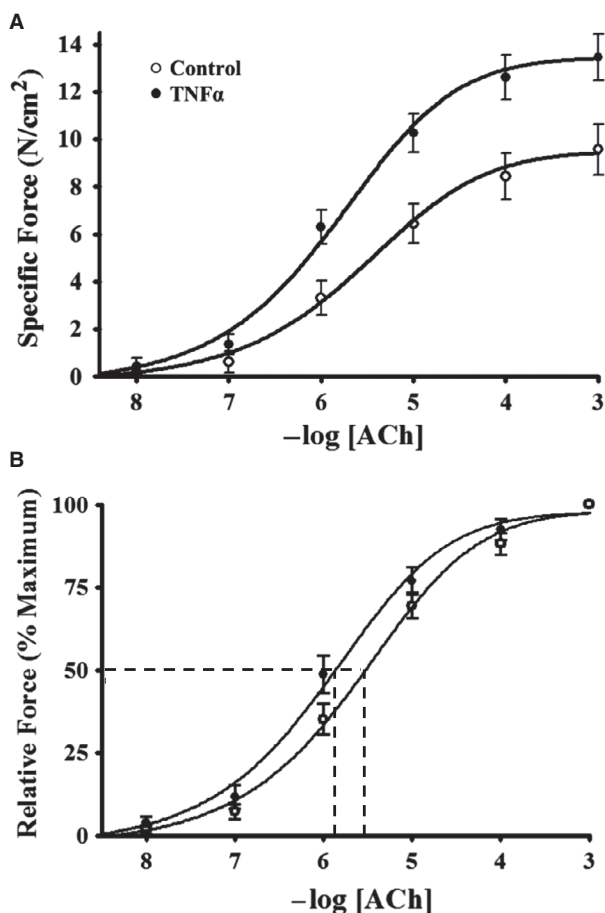 A
Specific Force (N/cm²)
14
12
10
8
6
4
2
0
Control
TNFα
8 7 6 5 4 3
–log [ACh]
B
Relative Force (% Maximum)
100
75
50
25
0
8 7 6 5 4 3
–log [ACh]